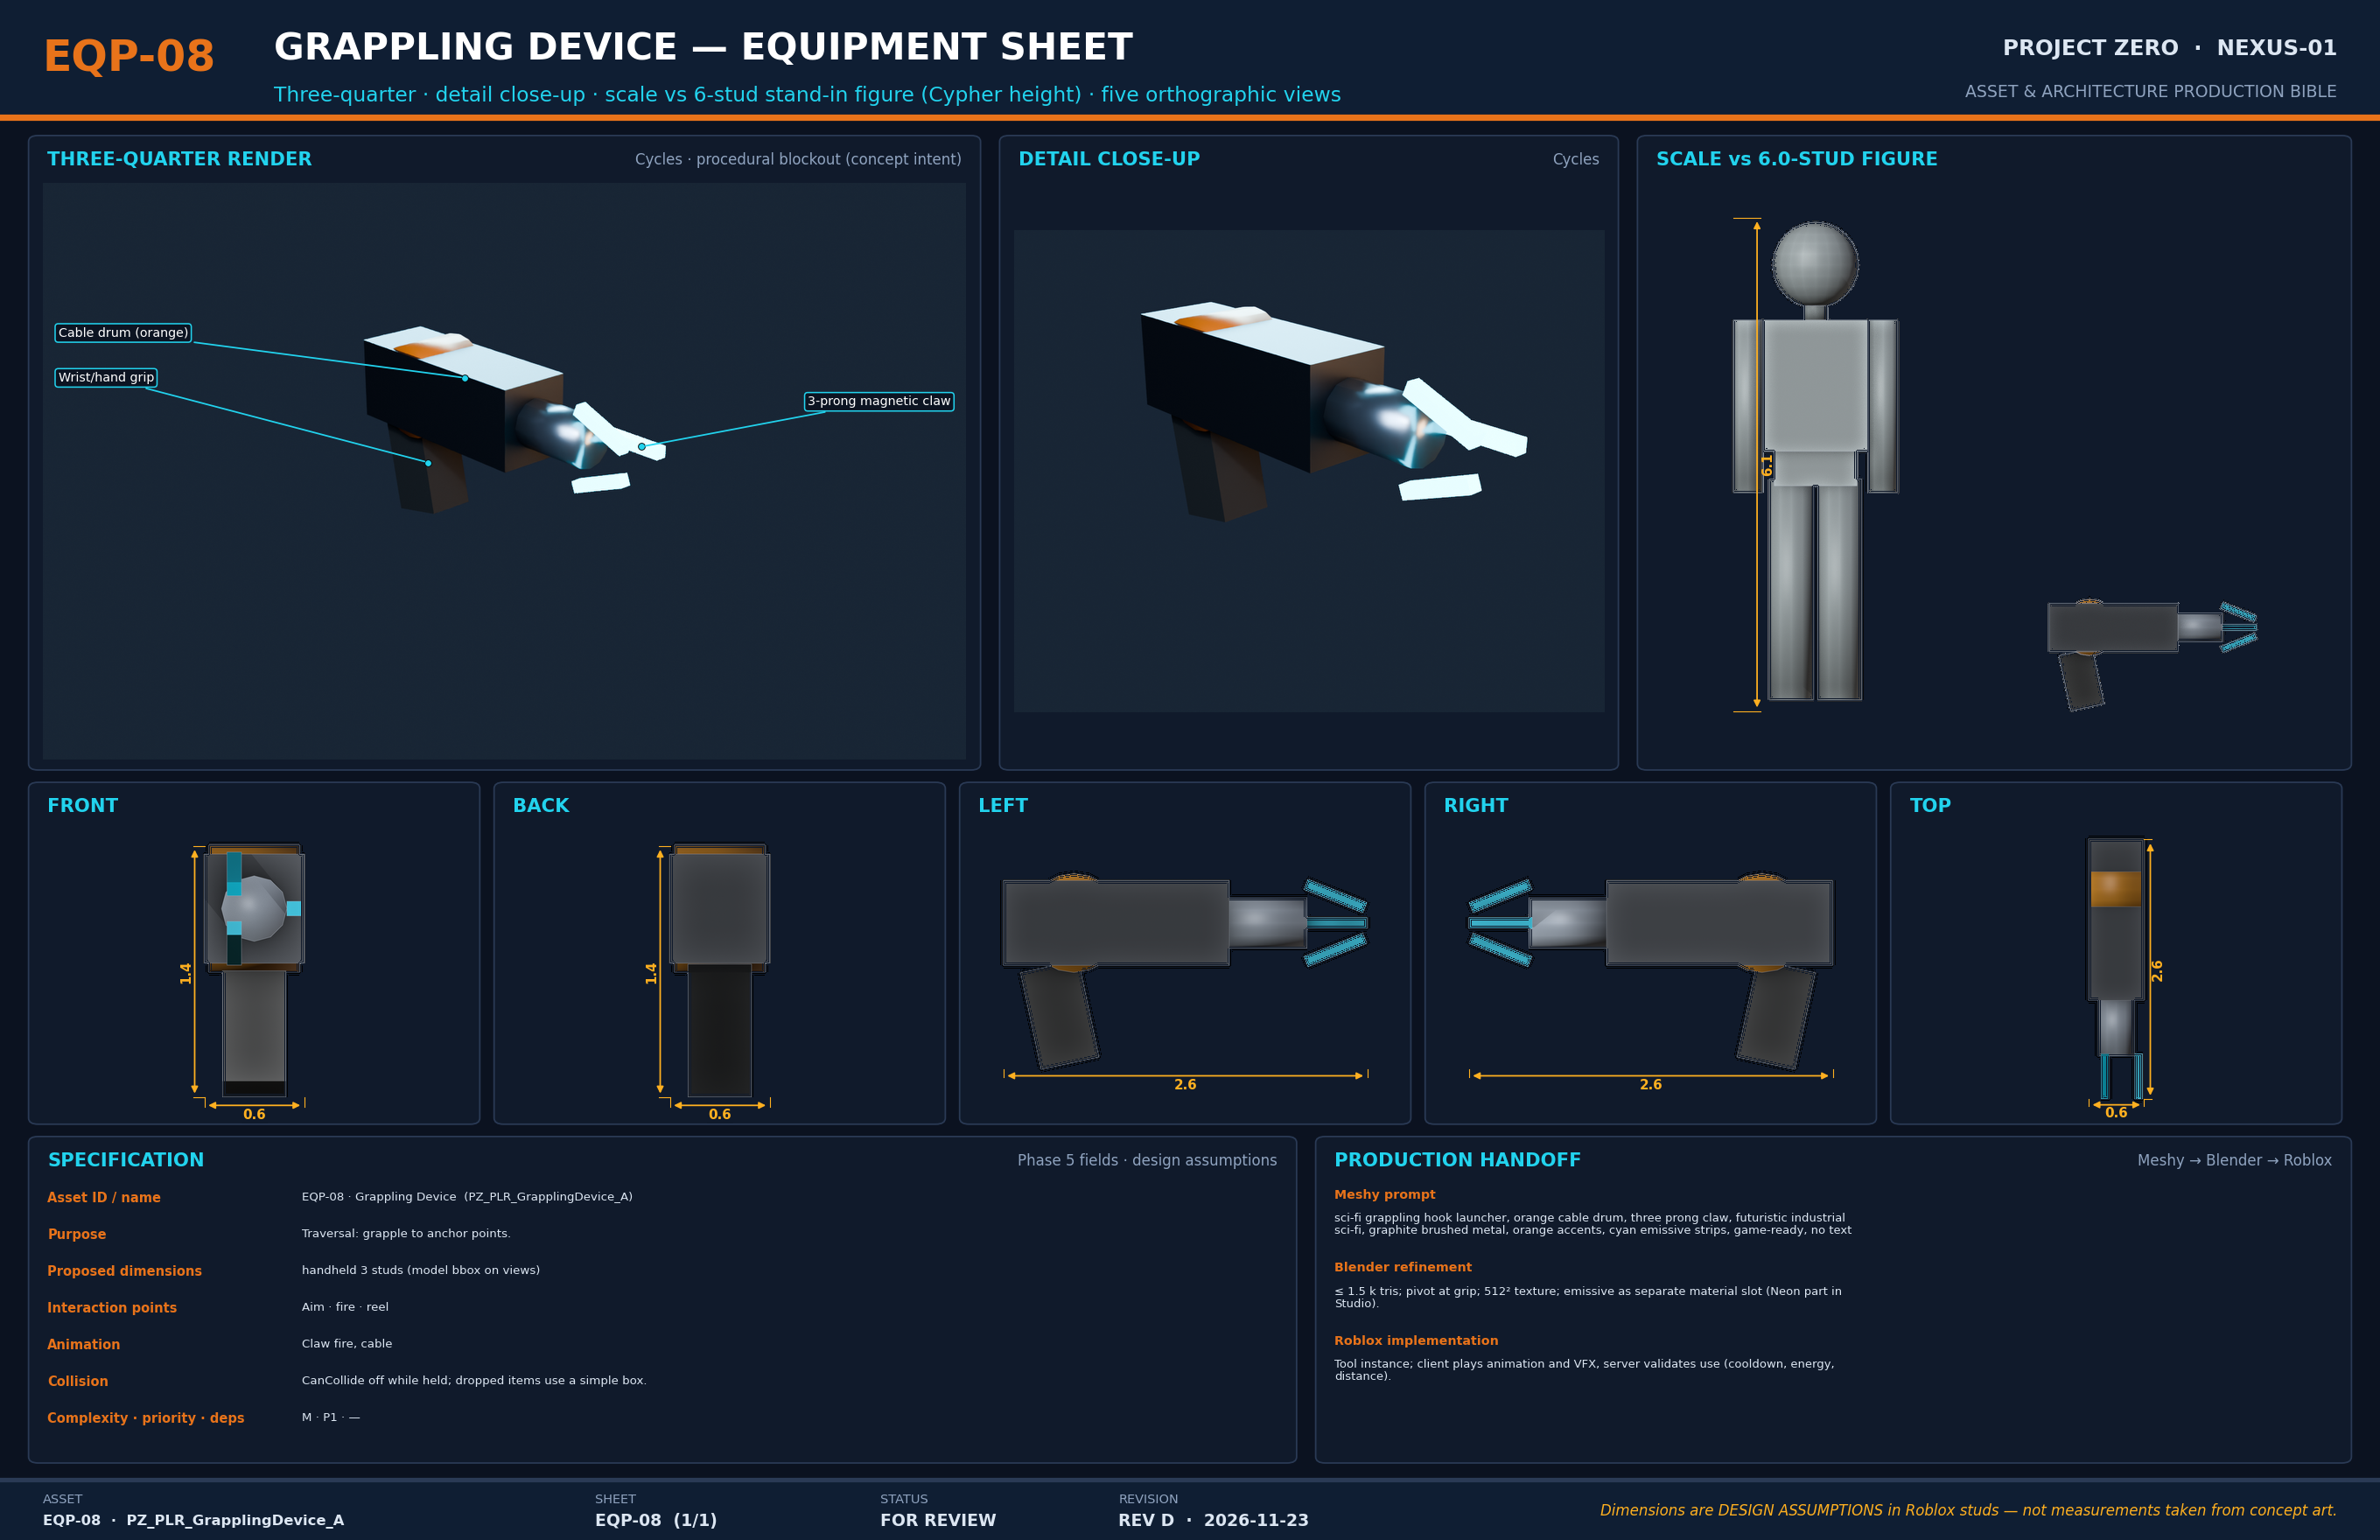 EQP-08
GRAPPLING DEVICE — EQUIPMENT SHEET
Three-quarter · detail close-up · scale vs 6-stud stand-in figure (Cypher height) · five orthographic views
PROJECT ZERO · NEXUS-01
ASSET & ARCHITECTURE PRODUCTION BIBLE
THREE-QUARTER RENDER
Cycles · procedural blockout (concept intent)
Cable drum (orange)
Wrist/hand grip
3-prong magnetic claw
DETAIL CLOSE-UP
Cycles
SCALE vs 6.0-STUD FIGURE
6.1
FRONT
1.4
0.6
BACK
1.4
0.6
LEFT
2.6
RIGHT
2.6
TOP
2.6
0.6
SPECIFICATION
Phase 5 fields · design assumptions
Asset ID / name
EQP-08 · Grappling Device (PZ_PLR_GrapplingDevice_A)
Purpose
Traversal: grapple to anchor points.
Proposed dimensions
handheld 3 studs (model bbox on views)
Interaction points
Aim · fire · reel
Animation
Claw fire, cable
Collision
CanCollide off while held; dropped items use a simple box.
Complexity · priority · deps
M · P1 · —
PRODUCTION HANDOFF
Meshy → Blender → Roblox
Meshy prompt
sci-fi grappling hook launcher, orange cable drum, three prong claw, futuristic industrial
sci-fi, graphite brushed metal, orange accents, cyan emissive strips, game-ready, no text
Blender refinement
≤ 1.5 k tris; pivot at grip; 512² texture; emissive as separate material slot (Neon part in
Studio).
Roblox implementation
Tool instance; client plays animation and VFX, server validates use (cooldown, energy,
distance).
ASSET
EQP-08 · PZ_PLR_GrapplingDevice_A
SHEET
EQP-08 (1/1)
STATUS
FOR REVIEW
REVISION
REV D · 2026-11-23
Dimensions are DESIGN ASSUMPTIONS in Roblox studs — not measurements taken from concept art.